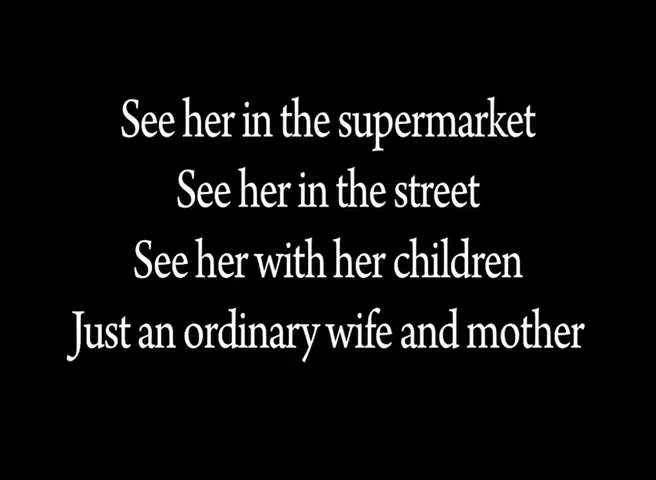 See her in the supermarket
See her in the street
See her with her children
Just an ordinary wife and mother